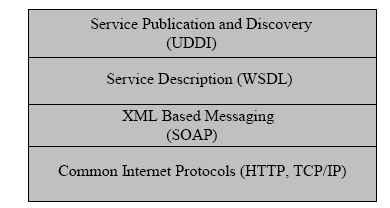 Service Publication and Discovery
(UDDI)
Service Description (WSDL)
XML Based Messaging
(SOAP)
Common Internet Protocols (HTTP, TCP/IP)